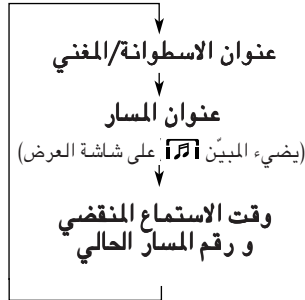 عنوان الاسطوانة/المغني
عنوان المسار
(يضيء المبيّن على شاشة العرض)
وقت الاستماع المنقضي
و رقم المسار الحالي